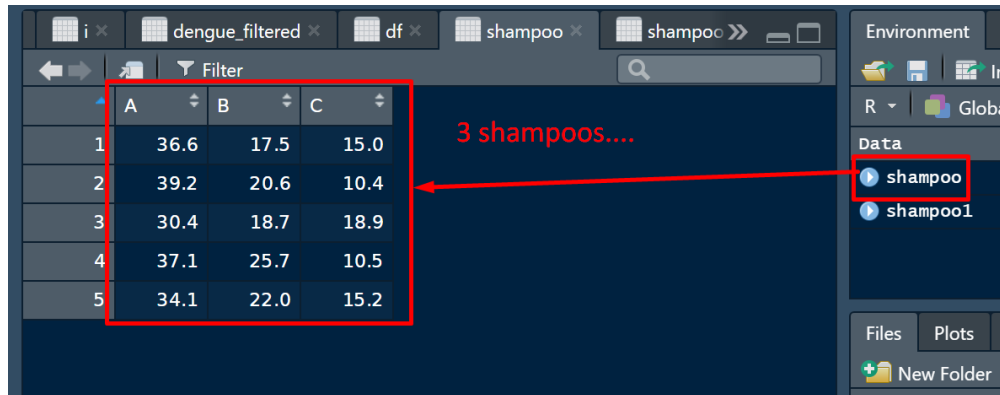 i dengue_filtered df shampoo shampoo Environment
Filter
R Global
Data
A B C
1 36.6 17.5 15.0
3 shampoos....
2 39.2 20.6 10.4
shampoo
3 30.4 18.7 18.9
shampoo1
4 37.1 25.7 10.5
5 34.1 22.0 15.2
Files Plots
New Folder